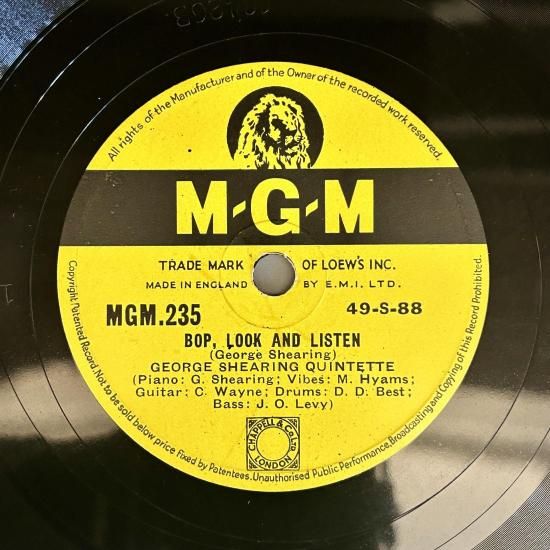 All rights of the Manufacturer and of the Owner of the recorded work reserved.
M-G-M
TRADE MARK OF LOEW'S INC.
MADE IN ENGLAND BY E.M.I. LTD.
MGM.235 49-S-88
BOP, LOOK AND LISTEN
(George Shearing)
GEORGE SHEARING QUINTETTE
(Piano: G. Shearing; Vibes: M. Hyams;
Guitar: C. Wayne; Drums: D. D. Best;
Bass: J. O. Levy)
CHAPPELL & Co LTD
LONDON
Copyright Patented Record Not to be sold below price fixed by Patentees. Unauthorised Public Performance, Broadcasting and Copying of this Record Prohibited.